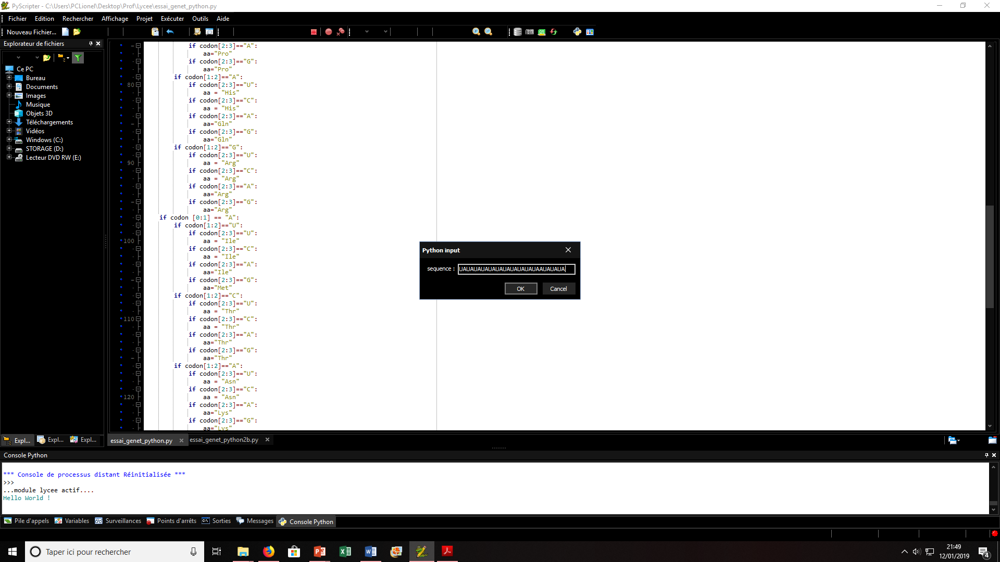 PyScripter - C:\Users\PCLionel\Desktop\Prof\Lycee\essai_genet_python.py
Fichier Edition Rechercher Affichage Projet Exécuter Outils Aide
Nouveau Fichier...
Explorateur de fichiers
Ce PC
Bureau
Documents
Images
Musique
Objets 3D
Téléchargements
Vidéos
Windows (C:)
STORAGE (D:)
Lecteur DVD RW (E:)
if codon[2:3]=="A":
aa="Pro"
if codon[2:3]=="G":
aa="Pro"
if codon[1:2]=="A":
80 if codon[2:3]=="U":
aa = "His"
if codon[2:3]=="C":
aa = "His"
if codon[2:3]=="A":
aa="Gln"
if codon[2:3]=="G":
aa="Gln"
if codon[1:2]=="G":
if codon[2:3]=="U":
90 aa = "Arg"
if codon[2:3]=="C":
aa = "Arg"
if codon[2:3]=="A":
aa="Arg"
if codon[2:3]=="G":
aa="Arg"
if codon [0:1] == "A":
if codon[1:2]=="U":
if codon[2:3]=="U":
100 aa = "Ile"
if codon[2:3]=="C":
aa = "Ile"
if codon[2:3]=="A":
aa="Ile"
if codon[2:3]=="G":
aa="Met"
if codon[1:2]=="C":
if codon[2:3]=="U":
aa = "Thr"
110 if codon[2:3]=="C":
aa = "Thr"
if codon[2:3]=="A":
aa="Thr"
if codon[2:3]=="G":
aa="Thr"
if codon[1:2]=="A":
if codon[2:3]=="U":
aa = "Asn"
if codon[2:3]=="C":
120 aa = "Asn"
if codon[2:3]=="A":
aa="Lys"
if codon[2:3]=="G":
aa="Lys"
Python input
sequence : UAUAUAUAUAUAUAUAUAUAUAAUAUAUA
OK Cancel
Expl... Expl... Expl...
essai_genet_python.py essai_genet_python2b.py
Console Python
*** Console de processus distant Réinitialisée ***
>>>
...module lycee actif....
Hello World !
Pile d'appels Variables Surveillances Points d'arrêts Sorties Messages Console Python
Taper ici pour rechercher
21:49
12/01/2019
4